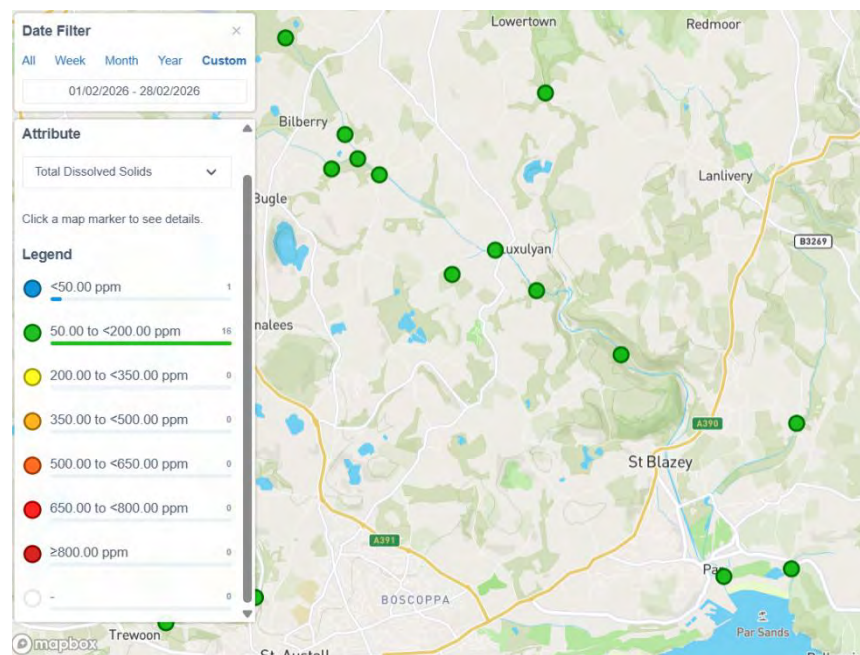 Date Filter ×
All Week Month Year Custom
01/02/2026 - 28/02/2026
Attribute
Total Dissolved Solids
Click a map marker to see details.
Legend
<50.00 ppm 1
50.00 to <200.00 ppm 16
200.00 to <350.00 ppm 0
350.00 to <500.00 ppm 0
500.00 to <650.00 ppm 0
650.00 to <800.00 ppm 0
≥800.00 ppm 0
- 0
mapbox
Lowertown
Redmoor
Bilberry
Lanlivery
Bugle
B3269
Luxulyan
nalees
A390
St Blazey
A391
Pa
BOSCOPPA
Par Sands
Trewoon
St Austell